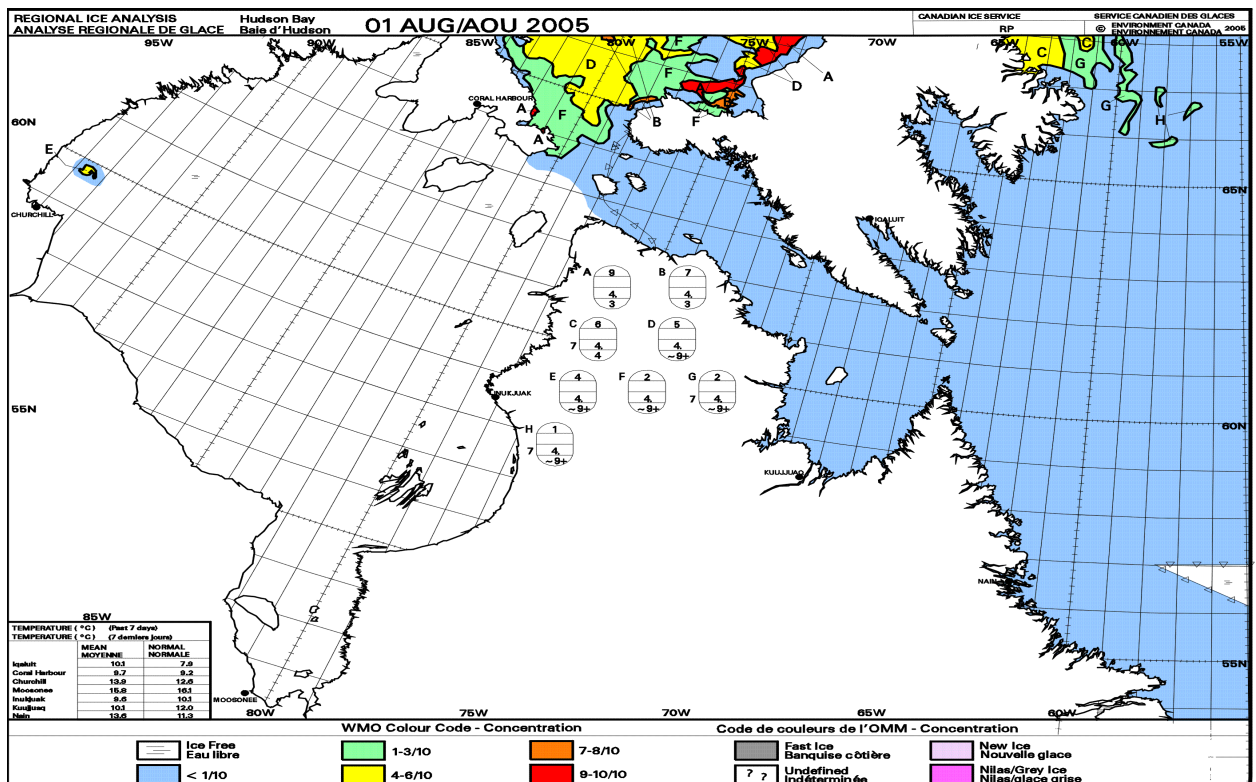 REGIONAL ICE ANALYSIS
ANALYSE REGIONALE DE GLACE
Hudson Bay
Baie d'Hudson
01 AUG/AOU 2005
CANADIAN ICE SERVICE
SERVICE CANADIEN DES GLACES
RP
© ENVIRONMENT CANADA
ENVIRONNEMENT CANADA 2005
95W
90W
85W
80W
75W
70W
65W
60W
55W
F
D
F
A
C
C
G
CORAL HARBOUR
A
A
F
B
F
D
A
G
H
60N
E
A
65N
CHURCHILL
IQALUIT
A 9 4. 3
B 7 4. 3
C 6 7 4. 4
D 5 4. ~9+
E 4 4. ~9+
F 2 4. ~9+
G 2 7 4. ~9+
H 1 7 4. ~9+
INUKJUAK
55N
60N
KUUJJUAQ
NAIN
55N
85W
TEMPERATURE (°C) (Past 7 days)
TEMPERATURE (°C) (7 derniers jours)
MEAN NORMAL
MOYENNE NORMALE
Iqaluit 10.1 7.9
Coral Harbour 9.7 9.2
Churchill 13.9 12.6
Moosonee 15.8 16.1
Inukjuak 9.6 10.1
Kuujjuaq 10.1 12.0
Nain 13.6 11.3
MOOSONEE
80W
75W
70W
65W
60W
WMO Colour Code - Concentration
Code de couleurs de l'OMM - Concentration
Ice Free
Eau libre
1-3/10
7-8/10
Fast Ice
Banquise côtière
New Ice
Nouvelle glace
< 1/10
4-6/10
9-10/10
? ?
Undefined
Indéterminée
Nilas/Grey Ice
Nilas/glace grise